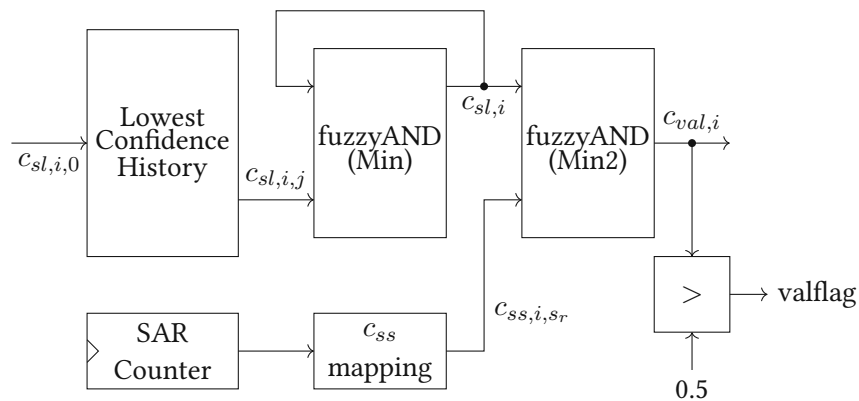 Lowest
Confidence
History
c_{sl,i,0}
c_{sl,i,j}
fuzzyAND
(Min)
c_{sl,i}
fuzzyAND
(Min2)
c_{val,i}
>
valflag
0.5
SAR
Counter
c_{ss}
mapping
c_{ss,i,s_r}